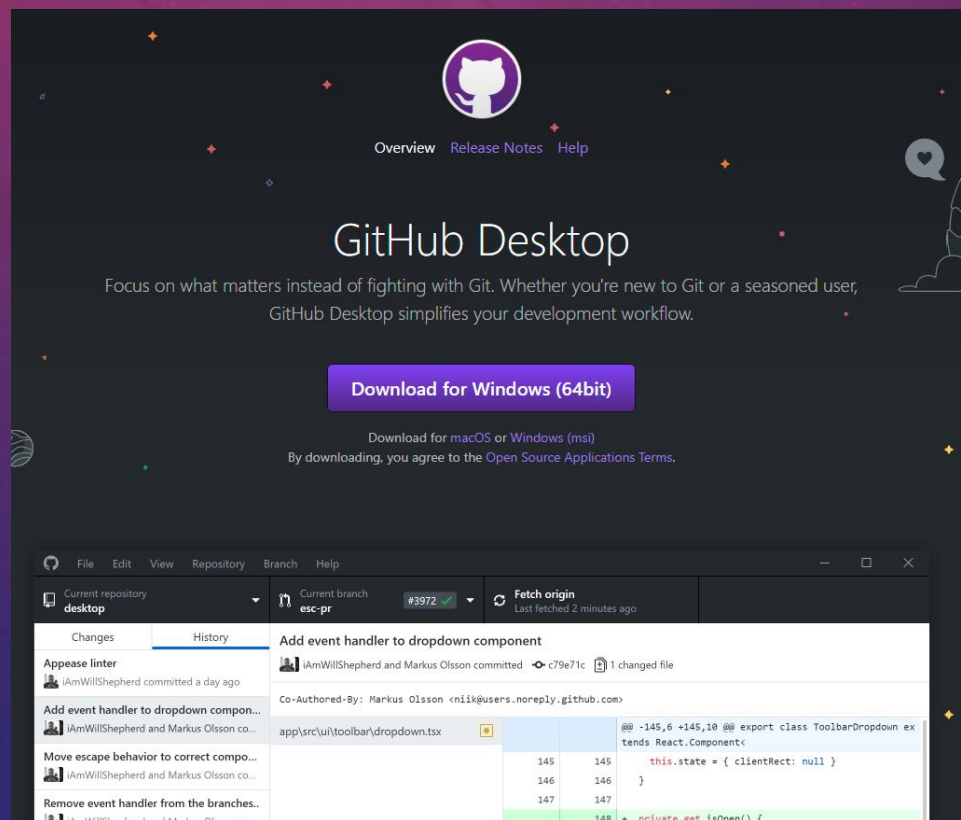 Overview Release Notes Help
GitHub Desktop
Focus on what matters instead of fighting with Git. Whether you're new to Git or a seasoned user,
GitHub Desktop simplifies your development workflow.
Download for Windows (64bit)
Download for macOS or Windows (msi)
By downloading, you agree to the Open Source Applications Terms.
File Edit View Repository Branch Help
Current repository
desktop
Current branch
esc-pr
#3972
Fetch origin
Last fetched 2 minutes ago
Changes History
Appease linter
iAmWillShepherd committed a day ago
Add event handler to dropdown compon...
iAmWillShepherd and Markus Olsson co...
Move escape behavior to correct compo...
iAmWillShepherd and Markus Olsson co...
Remove event handler from the branches..
Add event handler to dropdown component
iAmWillShepherd and Markus Olsson committed c79e71c 1 changed file
Co-Authored-By: Markus Olsson <niik@users.noreply.github.com>
app\src\ui\toolbar\dropdown.tsx
@@ -145,6 +145,10 @@ export class ToolbarDropdown ex
tends React.Component<
145 145 this.state = { clientRect: null }
146 146 }
147 147
148 + private get isOpen() {